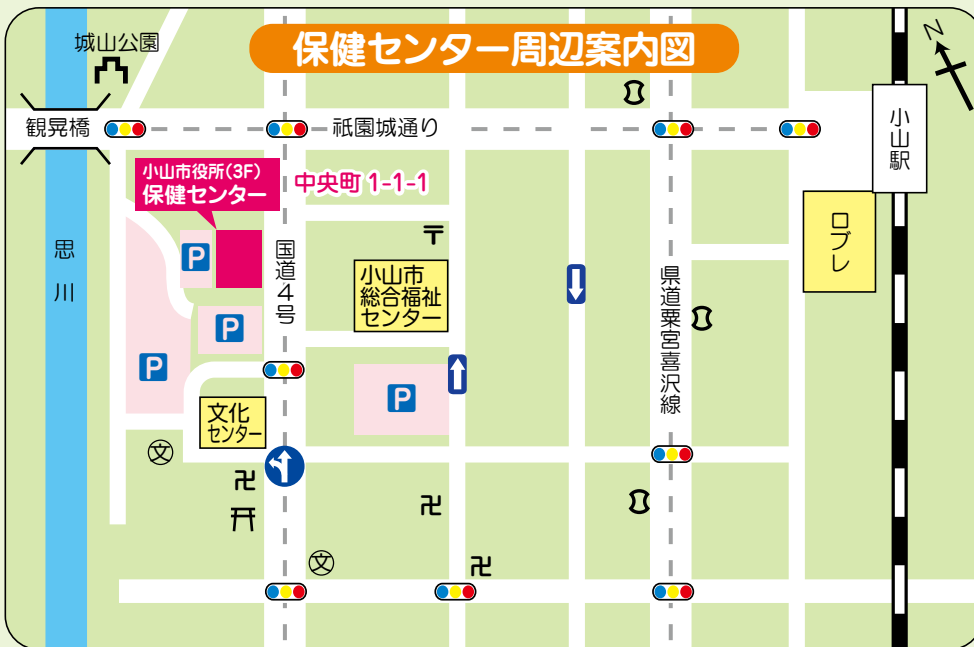 保健センター周辺案内図
城山公園
N
観晃橋
祇園城通り
小山駅
小山市役所(3F)
保健センター
中央町 1-1-1
ロブレ
思川
国道4号
〒
P
小山市
総合福祉
センター
県道粟宮喜沢線
P
P
P
文化
センター
文
文